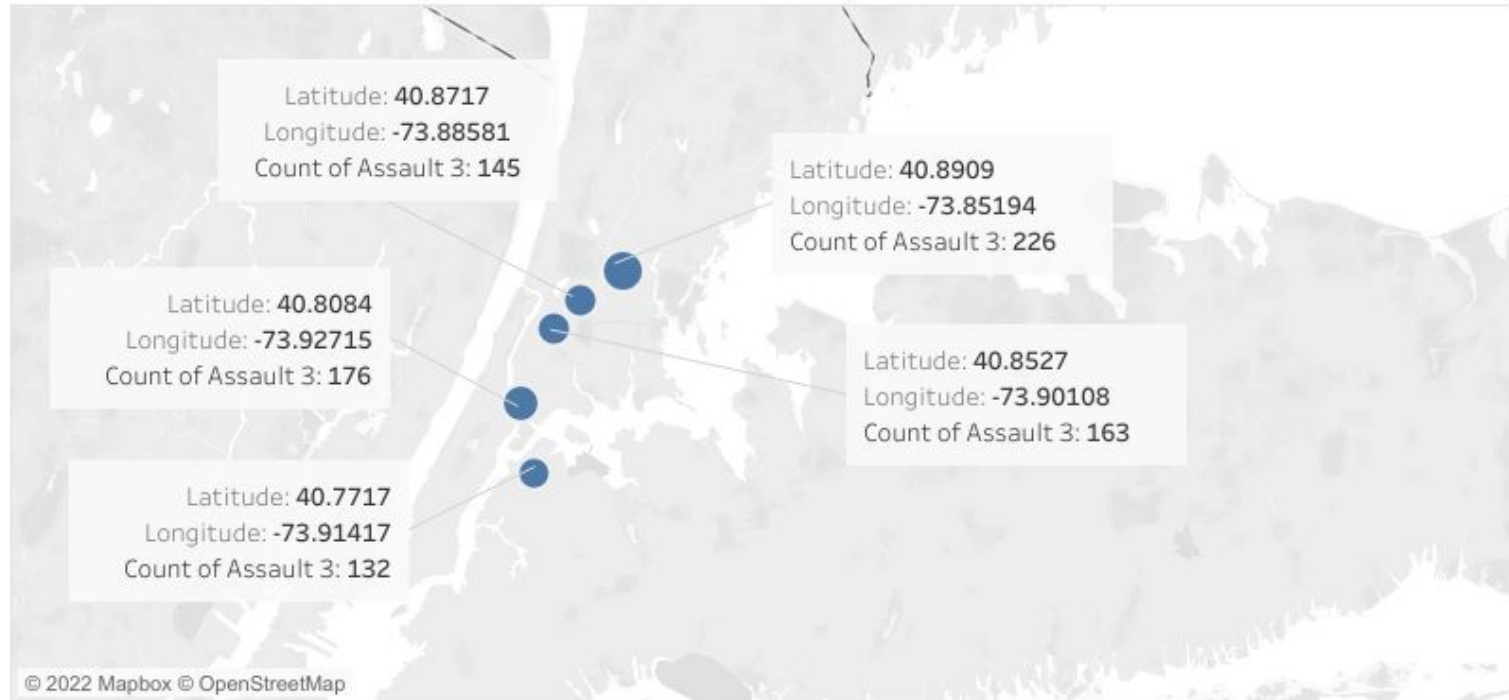 Latitude: 40.8717
Longitude: -73.88581
Count of Assault 3: 145
Latitude: 40.8909
Longitude: -73.85194
Count of Assault 3: 226
Latitude: 40.8084
Longitude: -73.92715
Count of Assault 3: 176
Latitude: 40.8527
Longitude: -73.90108
Count of Assault 3: 163
Latitude: 40.7717
Longitude: -73.91417
Count of Assault 3: 132
© 2022 Mapbox © OpenStreetMap